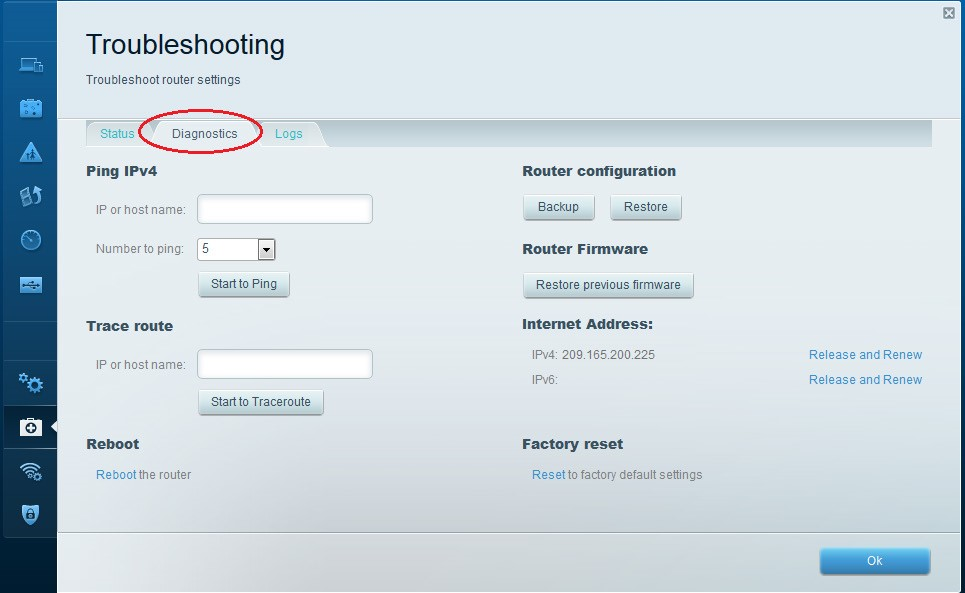 Troubleshooting
Troubleshoot router settings
Status Diagnostics Logs
Ping IPv4
IP or host name:
Number to ping: 5
Start to Ping
Trace route
IP or host name:
Start to Traceroute
Reboot
Reboot the router
Router configuration
Backup Restore
Router Firmware
Restore previous firmware
Internet Address:
IPv4: 209.165.200.225 Release and Renew
IPv6: Release and Renew
Factory reset
Reset to factory default settings
Ok